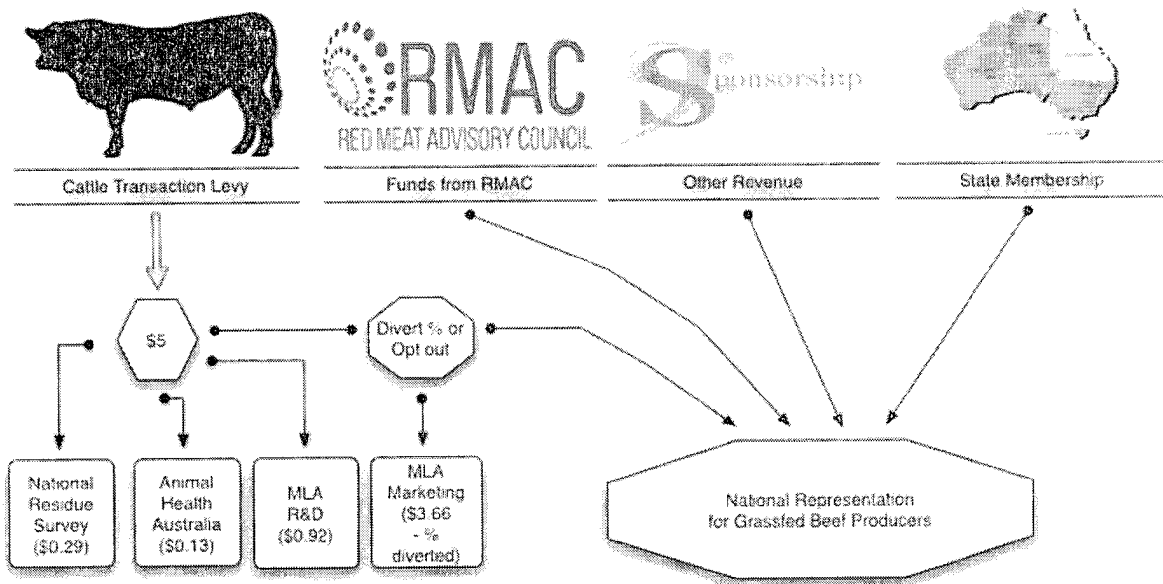 RMAC
RED MEAT ADVISORY COUNCIL
Sponsorship
Cattle Transaction Levy
Funds from RMAC
Other Revenue
State Membership
$5
Divert % or
Opt out
National
Residue
Survey
($0.29)
Animal
Health
Australia
($0.13)
MLA
R&D
($0.92)
MLA
Marketing
($3.66
- %
diverted)
National Representation
for Grassfed Beef Producers